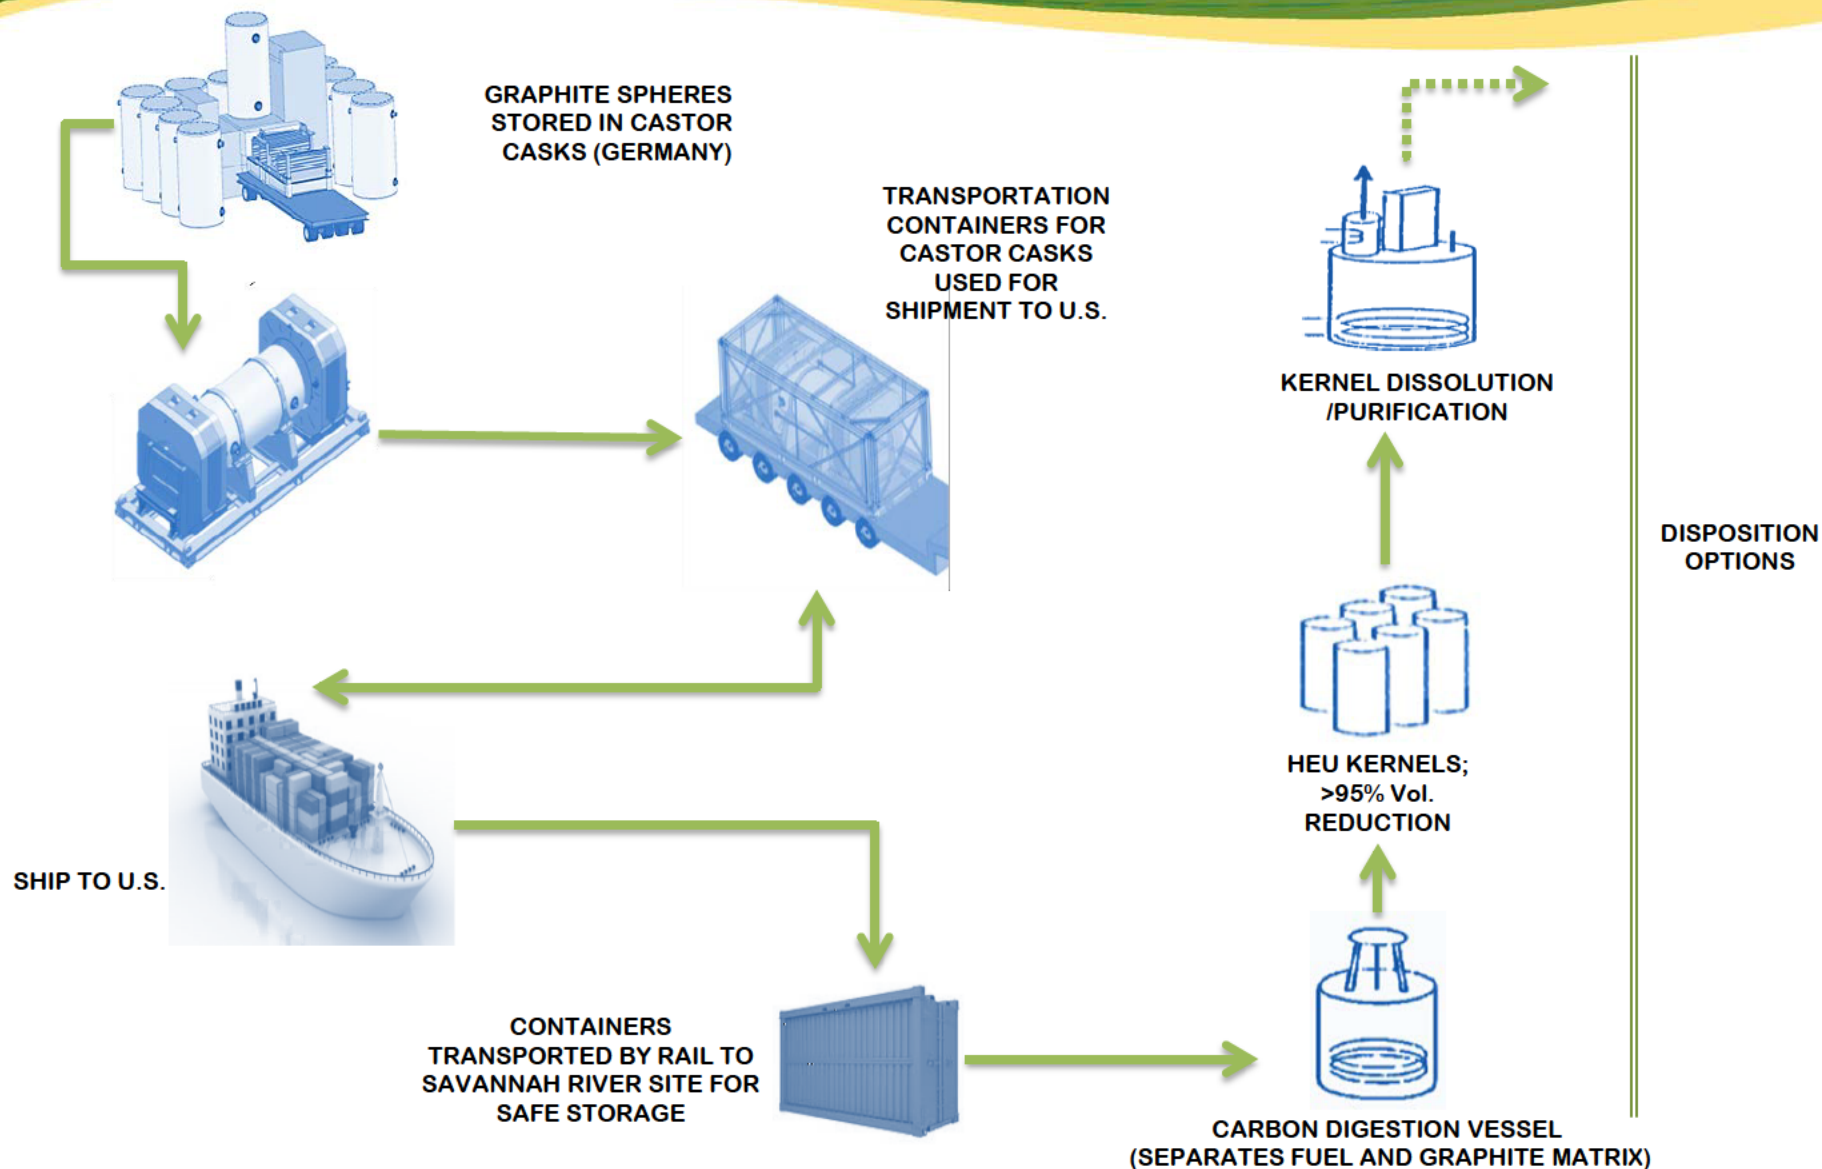 GRAPHITE SPHERES
STORED IN CASTOR
CASKS (GERMANY)
TRANSPORTATION
CONTAINERS FOR
CASTOR CASKS
USED FOR
SHIPMENT TO U.S.
SHIP TO U.S.
CONTAINERS
TRANSPORTED BY RAIL TO
SAVANNAH RIVER SITE FOR
SAFE STORAGE
CARBON DIGESTION VESSEL
(SEPARATES FUEL AND GRAPHITE MATRIX)
HEU KERNELS;
>95% Vol.
REDUCTION
KERNEL DISSOLUTION
/PURIFICATION
DISPOSITION
OPTIONS